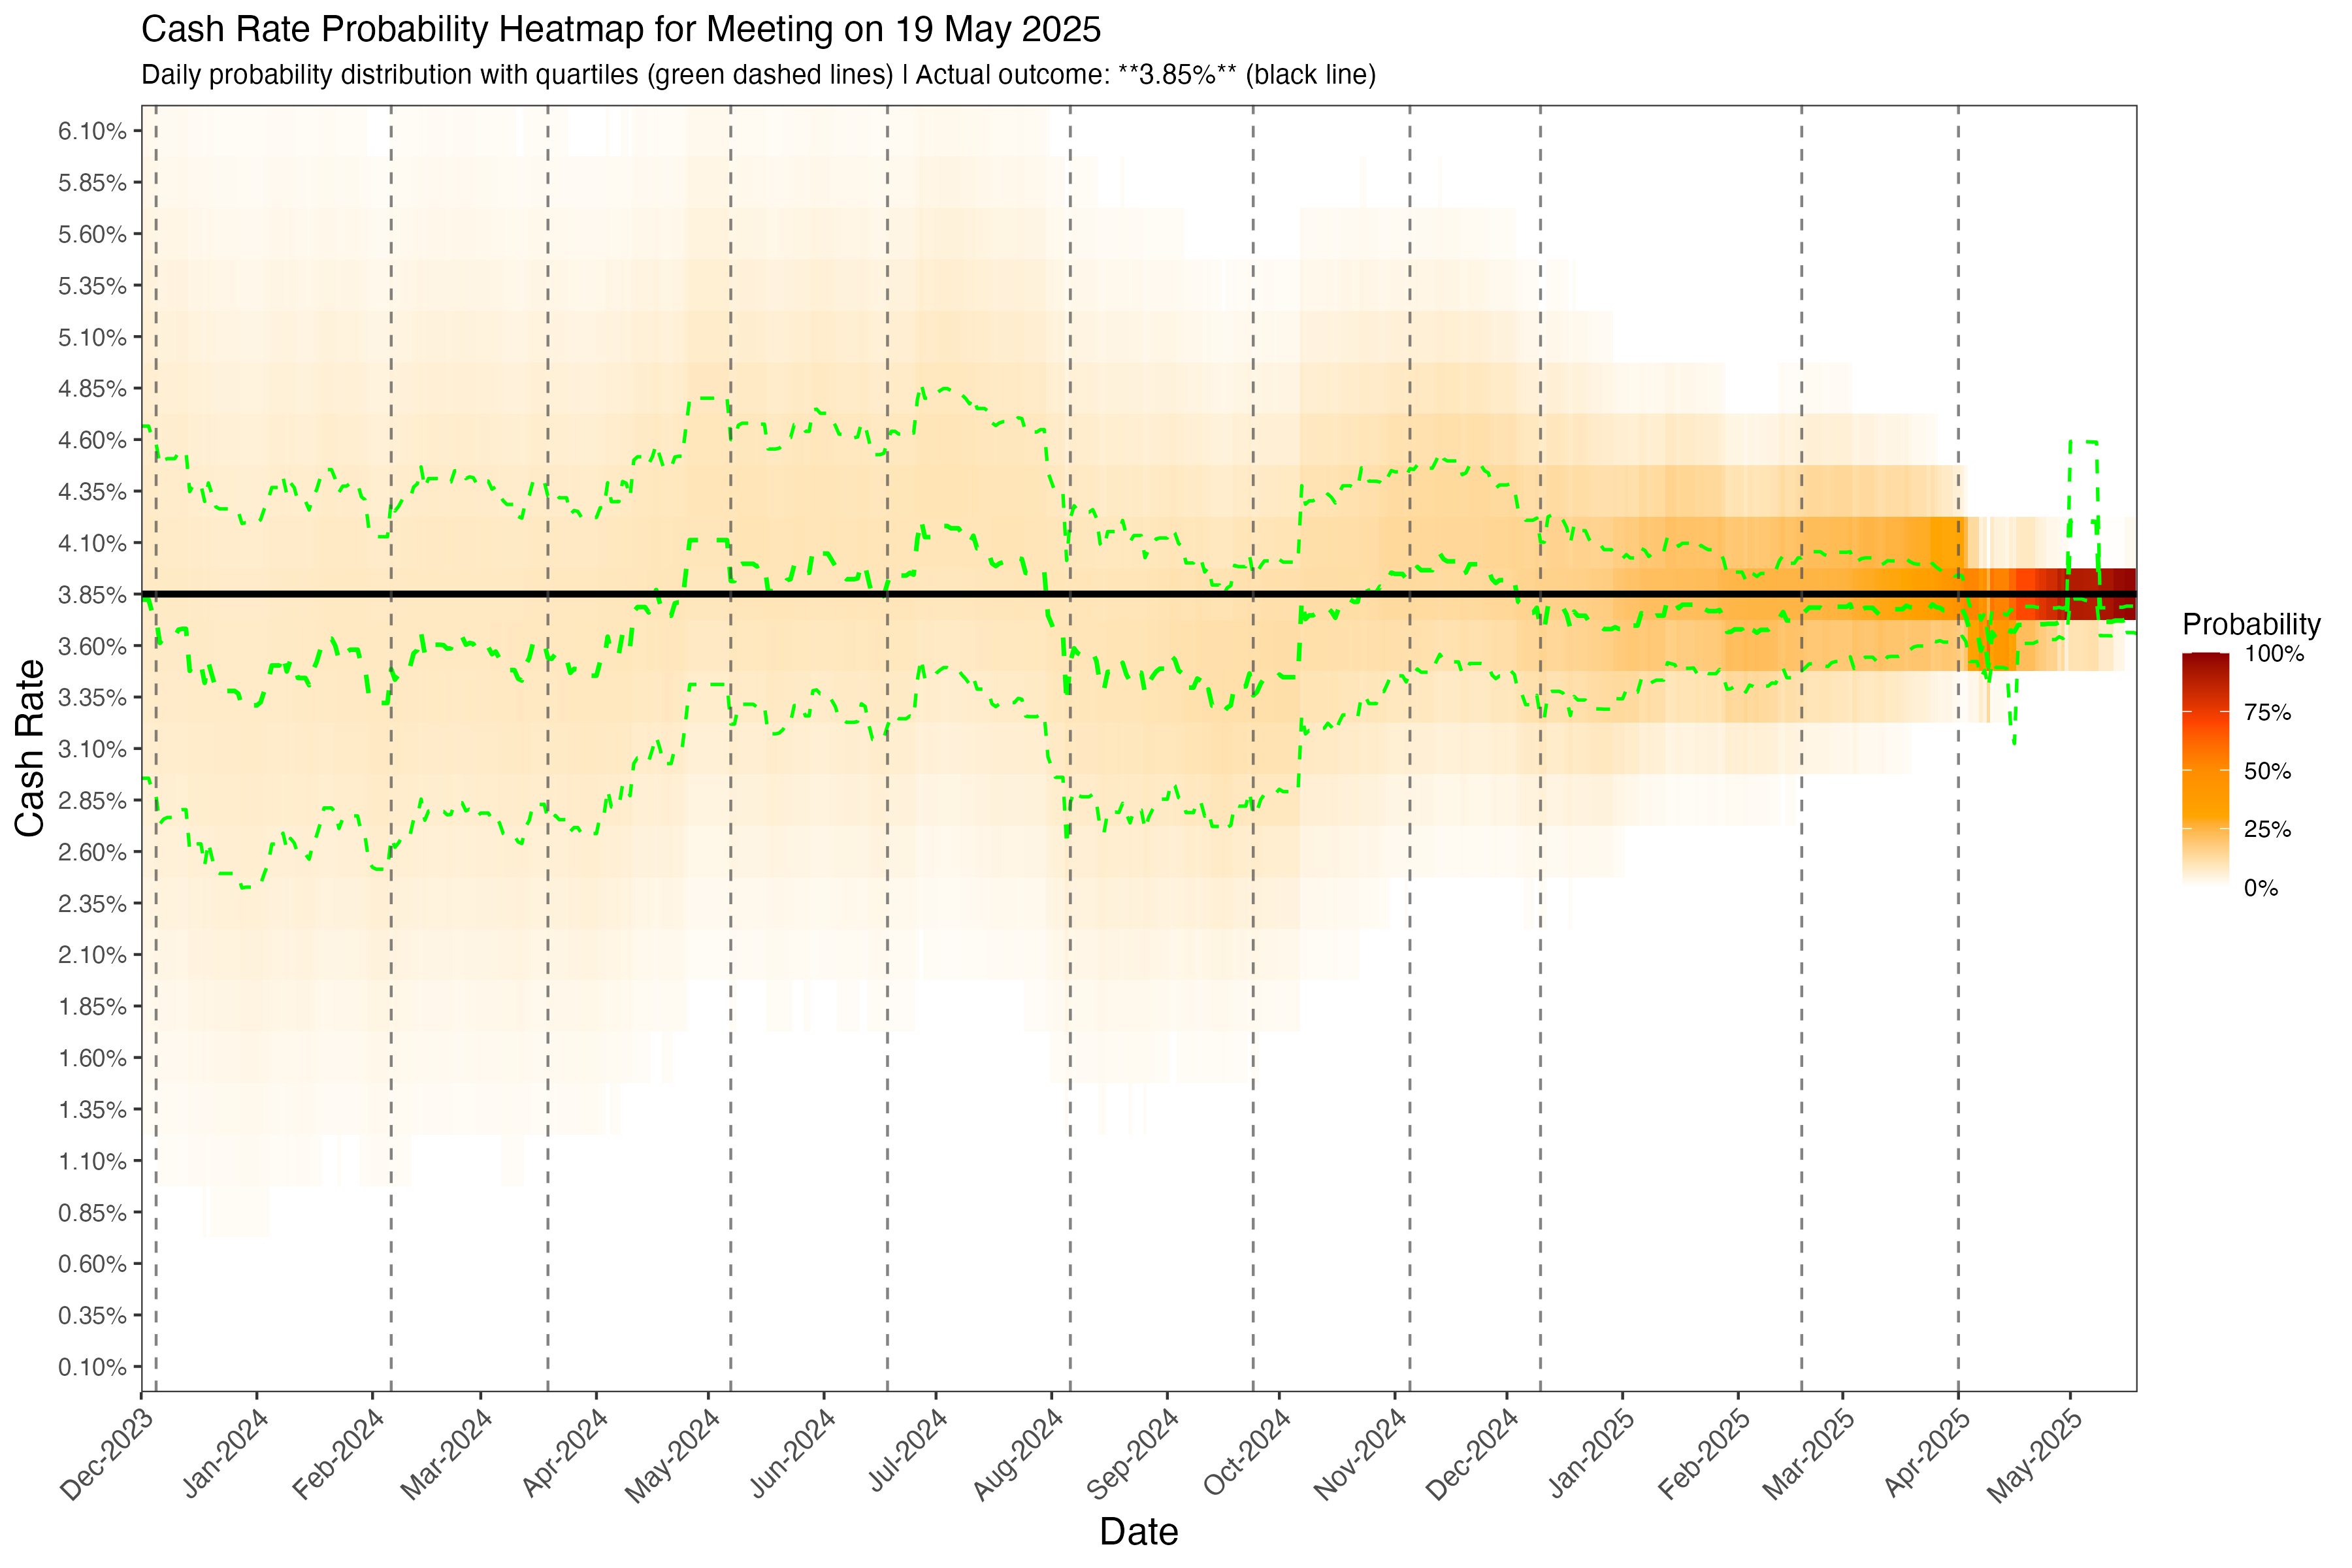 Cash Rate Probability Heatmap for Meeting on 19 May 2025
Daily probability distribution with quartiles (green dashed lines) | Actual outcome: **3.85%** (black line)
Cash Rate
6.10%
5.85%
5.60%
5.35%
5.10%
4.85%
4.60%
4.35%
4.10%
3.85%
3.60%
3.35%
3.10%
2.85%
2.60%
2.35%
2.10%
1.85%
1.60%
1.35%
1.10%
0.85%
0.60%
0.35%
0.10%
Dec-2023
Jan-2024
Feb-2024
Mar-2024
Apr-2024
May-2024
Jun-2024
Jul-2024
Aug-2024
Sep-2024
Oct-2024
Nov-2024
Dec-2024
Jan-2025
Feb-2025
Mar-2025
Apr-2025
May-2025
Date
Probability
100%
75%
50%
25%
0%